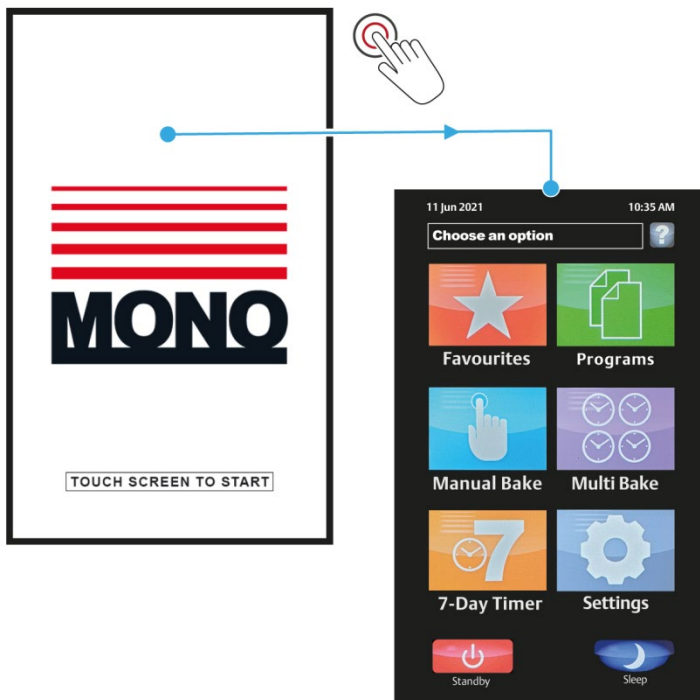 MONO
TOUCH SCREEN TO START
11 Jun 2021 10:35 AM
Choose an option ?
Favourites Programs
Manual Bake Multi Bake
7
7-Day Timer Settings
Standby Sleep